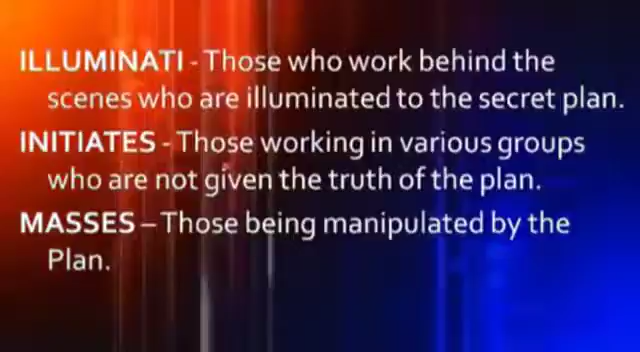 ILLUMINATI - Those who work behind the
scenes who are illuminated to the secret plan.
INITIATES - Those working in various groups
who are not given the truth of the plan.
MASSES – Those being manipulated by the
Plan.